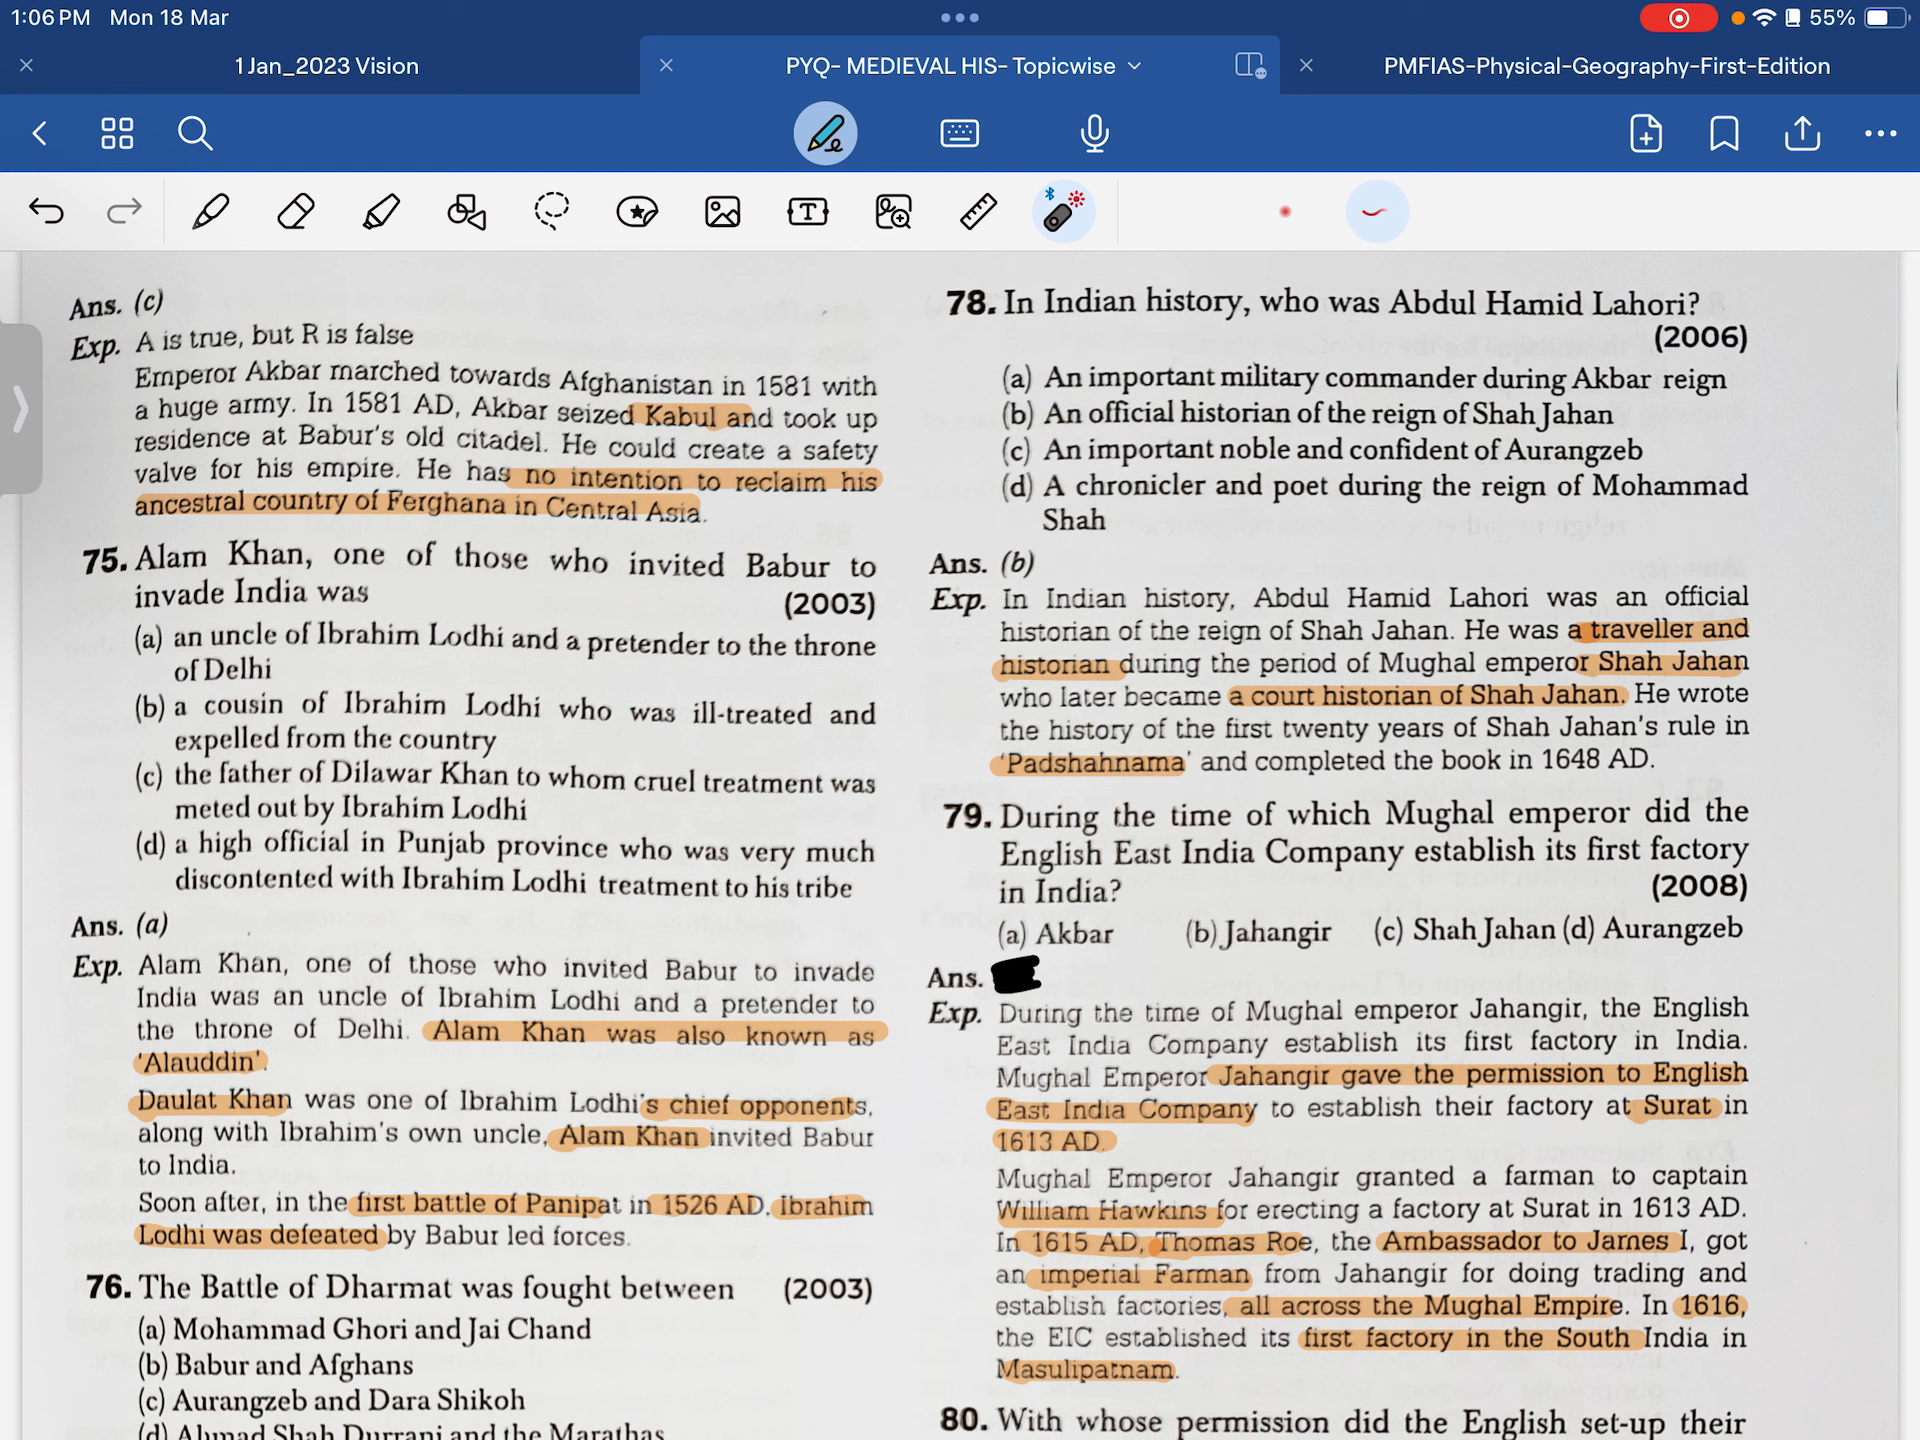 1:06 PM Mon 18 Mar
55%
1Jan_2023 Vision
PYQ- MEDIEVAL HIS- Topicwise
PMFIAS-Physical-Geography-First-Edition
Ans. (c)
Exp. A is true, but R is false
Emperor Akbar marched towards Afghanistan in 1581 with
a huge army. In 1581 AD, Akbar seized Kabul and took up
residence at Babur's old citadel. He could create a safety
valve for his empire. He has no intention to reclaim his
ancestral country of Ferghana in Central Asia.
75. Alam Khan, one of those who invited Babur to
invade India was (2003)
(a) an uncle of Ibrahim Lodhi and a pretender to the throne
of Delhi
(b) a cousin of Ibrahim Lodhi who was ill-treated and
expelled from the country
(c) the father of Dilawar Khan to whom cruel treatment was
meted out by Ibrahim Lodhi
(d) a high official in Punjab province who was very much
discontented with Ibrahim Lodhi treatment to his tribe
Ans. (a)
Exp. Alam Khan, one of those who invited Babur to invade
India was an uncle of Ibrahim Lodhi and a pretender to
the throne of Delhi. Alam Khan was also known as
'Alauddin'.
Daulat Khan was one of Ibrahim Lodhi's chief opponents,
along with Ibrahim's own uncle, Alam Khan invited Babur
to India.
Soon after, in the first battle of Panipat in 1526 AD. Ibrahim
Lodhi was defeated by Babur led forces.
76. The Battle of Dharmat was fought between (2003)
(a) Mohammad Ghori and Jai Chand
(b) Babur and Afghans
(c) Aurangzeb and Dara Shikoh
(d) Ahmad Shah Durrani and the Marathas
78. In Indian history, who was Abdul Hamid Lahori?
(2006)
(a) An important military commander during Akbar reign
(b) An official historian of the reign of Shah Jahan
(c) An important noble and confident of Aurangzeb
(d) A chronicler and poet during the reign of Mohammad
Shah
Ans. (b)
Exp. In Indian history, Abdul Hamid Lahori was an official
historian of the reign of Shah Jahan. He was a traveller and
historian during the period of Mughal emperor Shah Jahan
who later became a court historian of Shah Jahan. He wrote
the history of the first twenty years of Shah Jahan's rule in
'Padshahnama' and completed the book in 1648 AD.
79. During the time of which Mughal emperor did the
English East India Company establish its first factory
in India? (2008)
(a) Akbar (b) Jahangir (c) Shah Jahan (d) Aurangzeb
Ans.
Exp. During the time of Mughal emperor Jahangir, the English
East India Company establish its first factory in India.
Mughal Emperor Jahangir gave the permission to English
East India Company to establish their factory at Surat in
1613 AD.
Mughal Emperor Jahangir granted a farman to captain
William Hawkins for erecting a factory at Surat in 1613 AD.
In 1615 AD, Thomas Roe, the Ambassador to James I, got
an imperial Farman from Jahangir for doing trading and
establish factories, all across the Mughal Empire. In 1616,
the EIC established its first factory in the South India in
Masulipatnam.
80. With whose permission did the English set-up their